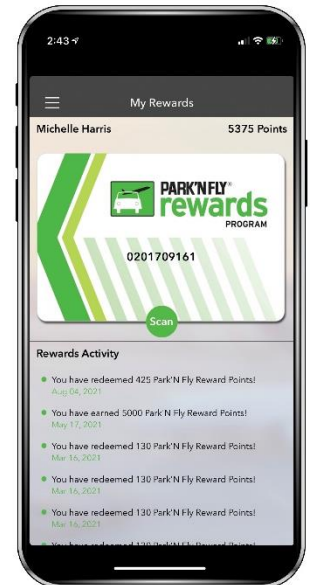 2:43
My Rewards
Michelle Harris 5375 Points
PARK'N FLY®
rewards
PROGRAM
0201709161
Scan
Rewards Activity
You have redeemed 425 Park'N Fly Reward Points!
Aug 04, 2021
You have earned 5000 Park'N Fly Reward Points!
May 17, 2021
You have redeemed 130 Park'N Fly Reward Points!
Mar 16, 2021
You have redeemed 130 Park'N Fly Reward Points!
Mar 16, 2021
You have redeemed 130 Park'N Fly Reward Points!
Mar 16, 2021